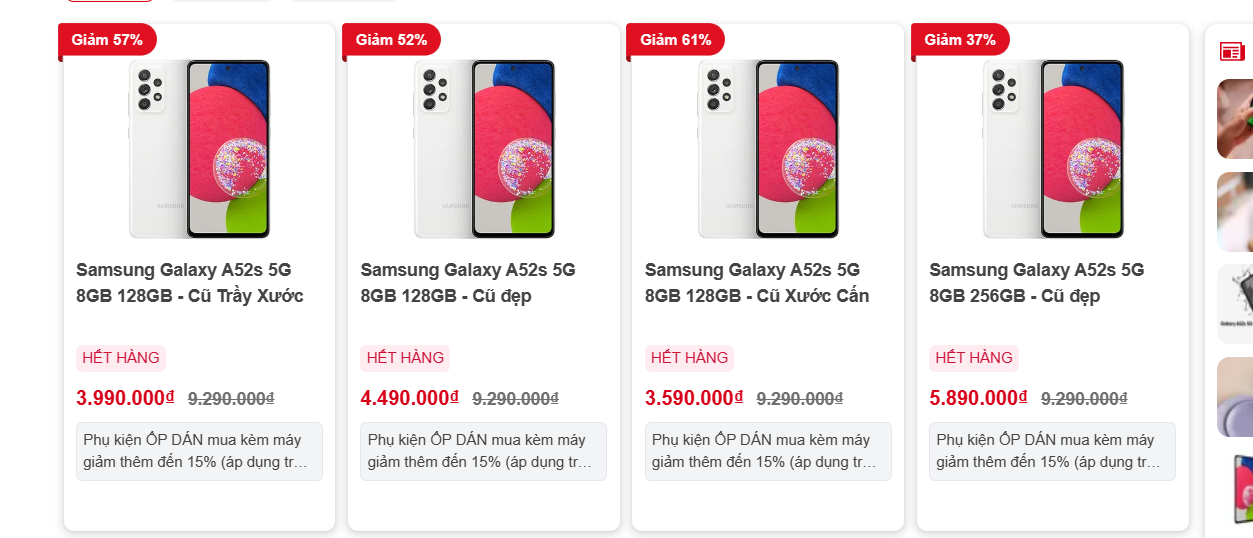 Giảm 57%
Samsung Galaxy A52s 5G
8GB 128GB - Cũ Trầy Xước
HẾT HÀNG
3.990.000₫ 9.290.000₫
Phụ kiện ỐP DÁN mua kèm máy
giảm thêm đến 15% (áp dụng tr…
Giảm 52%
Samsung Galaxy A52s 5G
8GB 128GB - Cũ đẹp
HẾT HÀNG
4.490.000₫ 9.290.000₫
Phụ kiện ỐP DÁN mua kèm máy
giảm thêm đến 15% (áp dụng tr…
Giảm 61%
Samsung Galaxy A52s 5G
8GB 128GB - Cũ Xước Cấn
HẾT HÀNG
3.590.000₫ 9.290.000₫
Phụ kiện ỐP DÁN mua kèm máy
giảm thêm đến 15% (áp dụng tr…
Giảm 37%
Samsung Galaxy A52s 5G
8GB 256GB - Cũ đẹp
HẾT HÀNG
5.890.000₫ 9.290.000₫
Phụ kiện ỐP DÁN mua kèm máy
giảm thêm đến 15% (áp dụng tr…